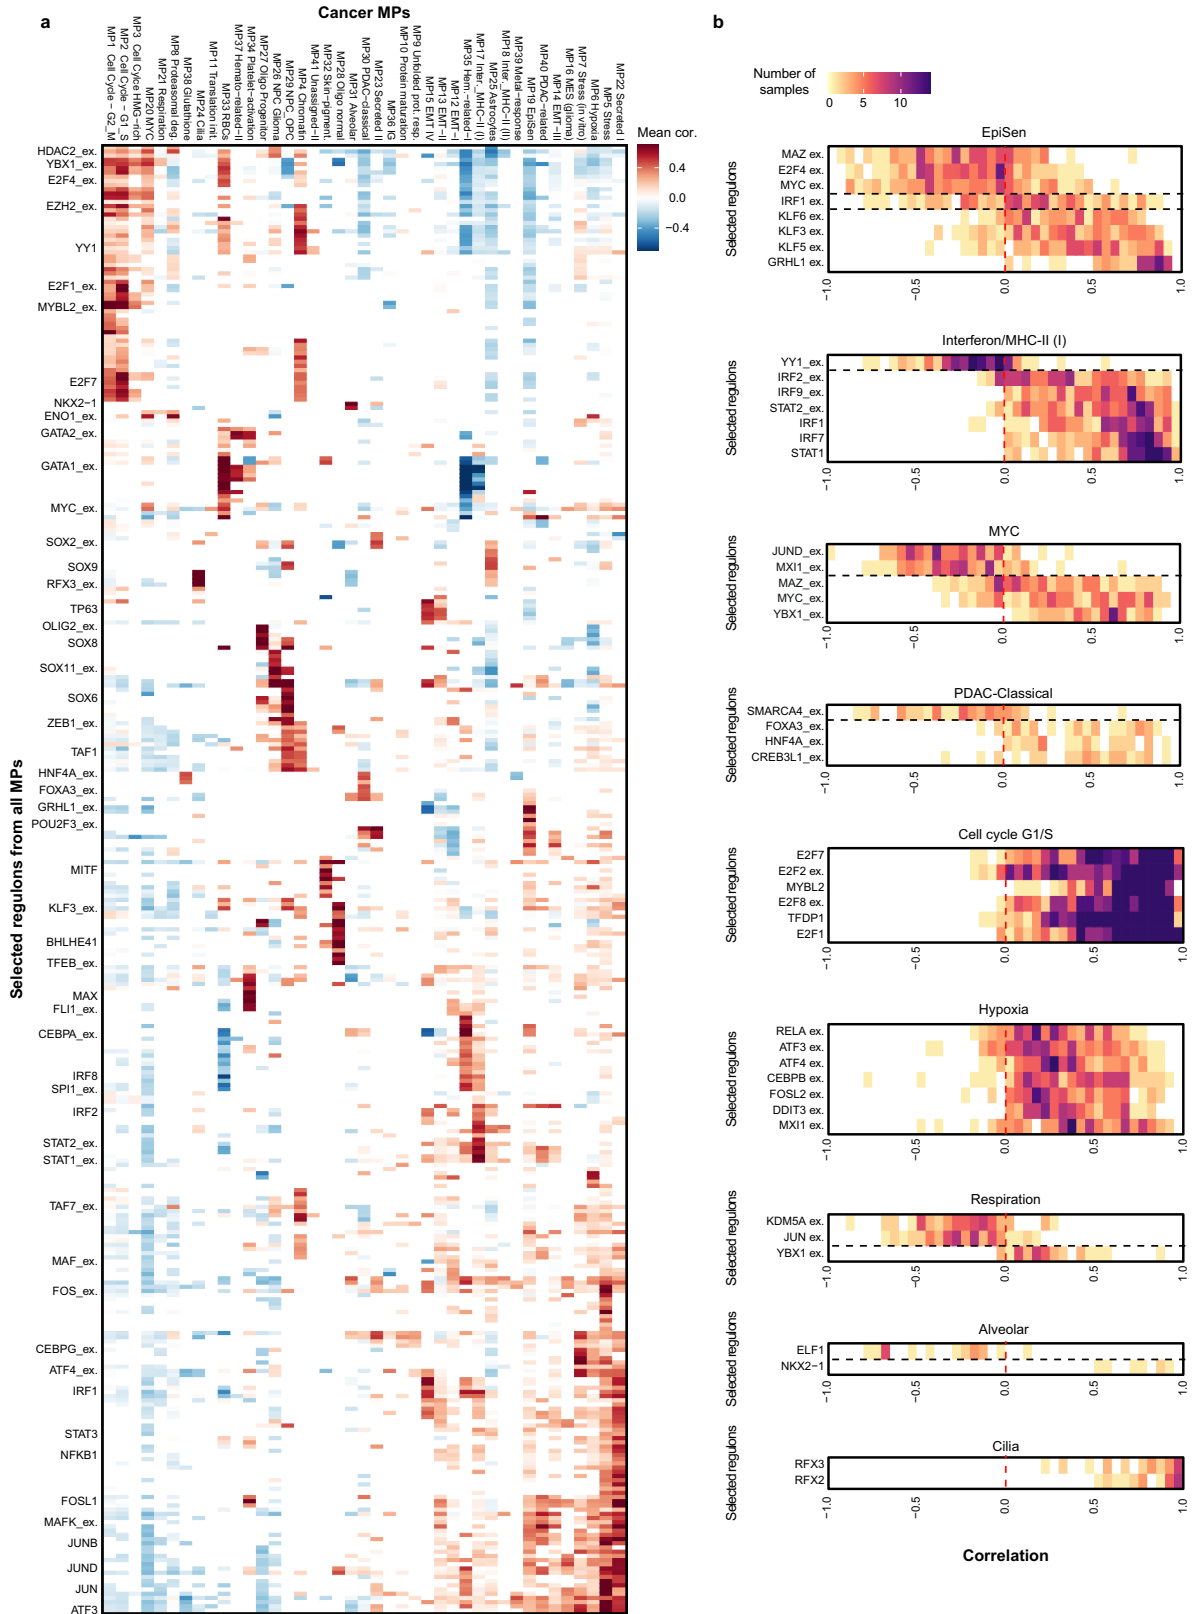 a
Cancer MPs
b
MP1 Cell Cycle - G2_M
MP2 Cell Cycle - G1_S
MP3 Cell Cylce HMG-rich
MP20 MYC
MP21 Respiration
MP8 Proteasomal deg.
MP38 Glutathione
MP24 Cilia
MP11 Translation init.
MP33 RBCs
MP37 Hemato-related-I
MP34 Platelet-activation
MP27 Oligo Progenitor
MP26 NPC Glioma
MP29 NPC_OPC
MP4 Chromatin
MP41 Unassigned-II
MP32 Skin-pigment
MP28 Oligo normal
MP31 Alveolar
MP30 PDAC-classical
MP23 Secreted II
MP36 IG
MP10 Protein maturation
MP9 Unfolded prot. resp.
MP15 EMT IV
MP13 EMT-II
MP12 EMT-I
MP35 Hem.-related-I
MP17 Inter._MHC-II (I)
MP25 Astrocytes
MP18 Inter._MHC-II (II)
MP39 Metal-response
MP19 EpiSen
MP40 PDAC-related
MP14 EMT-III
MP16 MES (glioma)
MP7 Stress (in vitro)
MP6 Hypoxia
MP5 Stress
MP22 Secreted I
Mean cor.
0.4
0.0
−0.4
Selected regulons from all MPs
HDAC2_ex.
YBX1_ex.
E2F4_ex.
EZH2_ex.
YY1
E2F1_ex.
MYBL2_ex.
E2F7
NKX2−1
ENO1_ex.
GATA2_ex.
GATA1_ex.
MYC_ex.
SOX2_ex.
SOX9
RFX3_ex.
TP63
OLIG2_ex.
SOX8
SOX11_ex.
SOX6
ZEB1_ex.
TAF1
HNF4A_ex.
FOXA3_ex.
GRHL1_ex.
POU2F3_ex.
MITF
KLF3_ex.
BHLHE41
TFEB_ex.
MAX
FLI1_ex.
CEBPA_ex.
IRF8
SPI1_ex.
IRF2
STAT2_ex.
STAT1_ex.
TAF7_ex.
MAF_ex.
FOS_ex.
CEBPG_ex.
ATF4_ex.
IRF1
STAT3
NFKB1
FOSL1
MAFK_ex.
JUNB
JUND
JUN
ATF3
Number of
samples
0
5
10
EpiSen
Selected regulons
MAZ ex.
E2F4 ex.
MYC ex.
IRF1 ex.
KLF6 ex.
KLF3 ex.
KLF5 ex.
GRHL1 ex.
−1.0
−0.5
0.0
0.5
1.0
Interferon/MHC-II (I)
Selected regulons
YY1_ex.
IRF2_ex.
IRF9_ex.
STAT2_ex.
IRF1
IRF7
STAT1
−1.0
−0.5
0.0
0.5
1.0
MYC
Selected regulons
JUND_ex.
MXI1_ex.
MAZ_ex.
MYC_ex.
YBX1_ex.
−1.0
−0.5
0.0
0.5
1.0
PDAC-Classical
Selected regulons
SMARCA4_ex.
FOXA3_ex.
HNF4A_ex.
CREB3L1_ex.
−1.0
−0.5
0.0
0.5
1.0
Cell cycle G1/S
Selected regulons
E2F7
E2F2 ex.
MYBL2
E2F8 ex.
TFDP1
E2F1
−1.0
−0.5
0.0
0.5
1.0
Hypoxia
Selected regulons
RELA ex.
ATF3 ex.
ATF4 ex.
CEBPB ex.
FOSL2 ex.
DDIT3 ex.
MXI1 ex.
−1.0
−0.5
0.0
0.5
1.0
Respiration
Selected regulons
KDM5A ex.
JUN ex.
YBX1 ex.
−1.0
−0.5
0.0
0.5
1.0
Alveolar
Selected regulons
ELF1
NKX2−1
−1.0
−0.5
0.0
0.5
1.0
Cilia
Selected regulons
RFX3
RFX2
−1.0
−0.5
0.0
0.5
1.0
Correlation